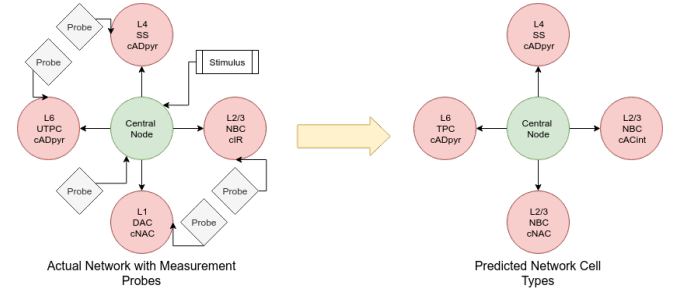 Probe
L4
SS
cADpyr
Probe
Stimulus
L6
UTPC
cADpyr
Central
Node
L2/3
NBC
cIR
Probe
Probe
L1
DAC
cNAC
Probe
Actual Network with Measurement
Probes
L4
SS
cADpyr
L6
TPC
cADpyr
Central
Node
L2/3
NBC
cACint
L2/3
NBC
cNAC
Predicted Network Cell
Types